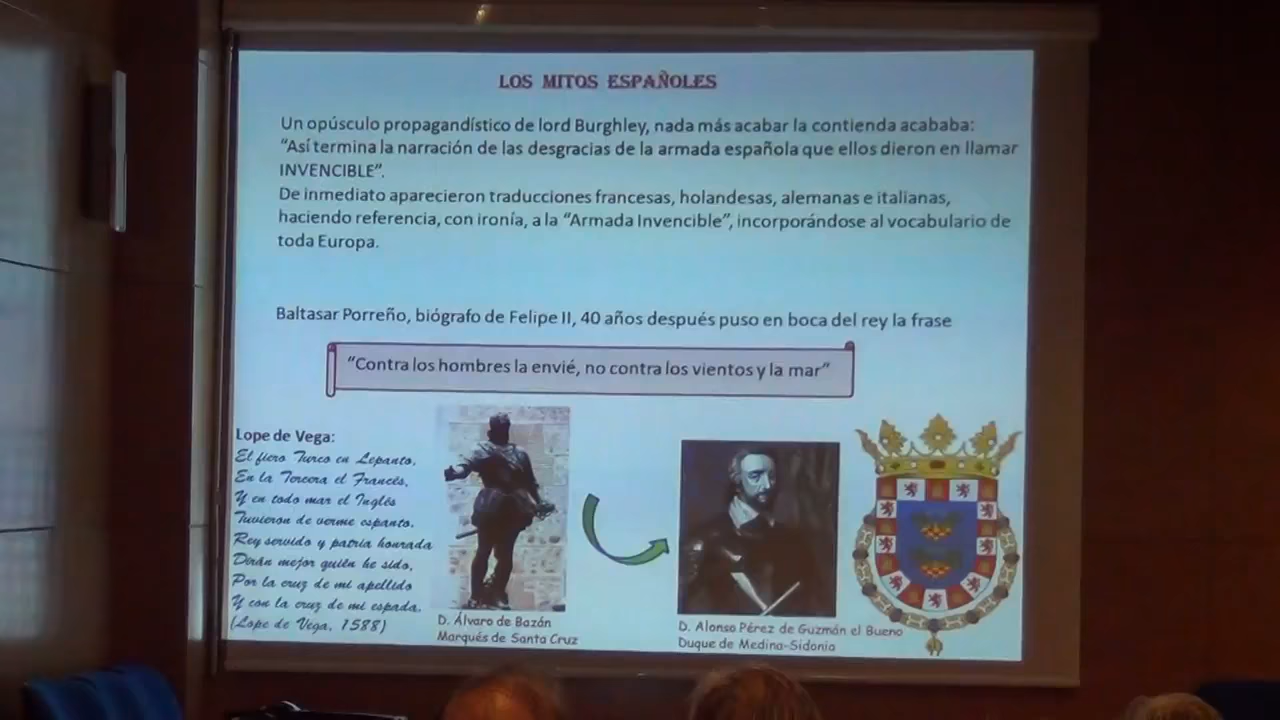 LOS MITOS ESPAÑOLES
Un opúsculo propagandístico de lord Burghley, nada más acabar la contienda acababa:
"Así termina la narración de las desgracias de la armada española que ellos dieron en llamar
INVENCIBLE".
De inmediato aparecieron traducciones francesas, holandesas, alemanas e italianas,
haciendo referencia, con ironía, a la "Armada Invencible", incorporándose al vocabulario de
toda Europa.
Baltasar Porreño, biógrafo de Felipe II, 40 años después puso en boca del rey la frase
"Contra los hombres la envié, no contra los vientos y la mar"
Lope de Vega:
El fiero Turco en Lepanto,
En la Tercera el Francés,
Y en todo mar el Inglés
Tuvieron de verme espanto.
Rey servido y patria honrada
Dirán mejor quién he sido,
Por la cruz de mi apellido
Y con la cruz de mi espada.
(Lope de Vega, 1588)
D. Álvaro de Bazán
Marqués de Santa Cruz
D. Alonso Pérez de Guzmán el Bueno
Duque de Medina-Sidonia